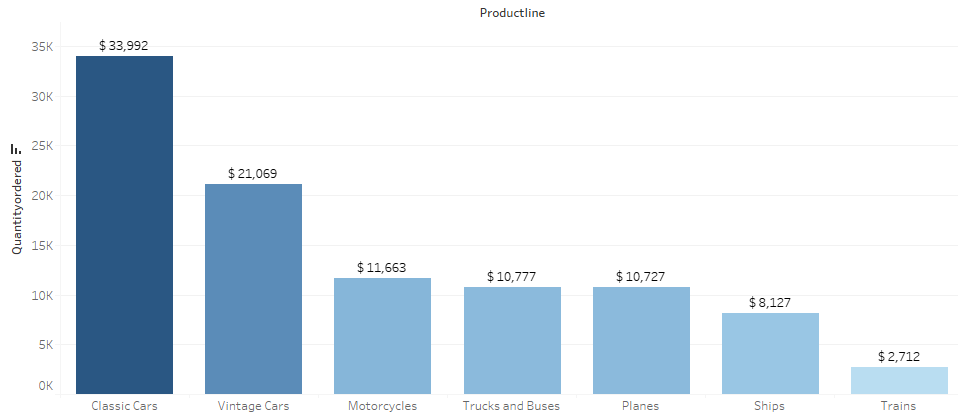 Productline
Quantityordered
35K
30K
25K
20K
15K
10K
5K
0K
$ 33,992
$ 21,069
$ 11,663
$ 10,777
$ 10,727
$ 8,127
$ 2,712
Classic Cars
Vintage Cars
Motorcycles
Trucks and Buses
Planes
Ships
Trains